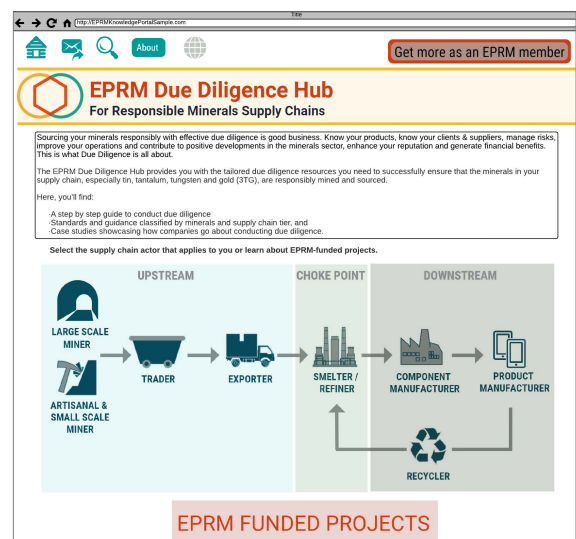 Title
http://EPRMKnowledgePortalSample.com
About
Get more as an EPRM member
EPRM Due Diligence Hub
For Responsible Minerals Supply Chains
Sourcing your minerals responsibly with effective due diligence is good business. Know your products, know your clients & suppliers, manage risks,
improve your operations and contribute to positive developments in the minerals sector, enhance your reputation and generate financial benefits.
This is what Due Diligence is all about.
The EPRM Due Diligence Hub provides you with the tailored due diligence resources you need to successfully ensure that the minerals in your
supply chain, especially tin, tantalum, tungsten and gold (3TG), are responsibly mined and sourced.
Here, you'll find:
·A step by step guide to conduct due diligence
·Standards and guidance classified by minerals and supply chain tier, and
·Case studies showcasing how companies go about conducting due diligence.
Select the supply chain actor that applies to you or learn about EPRM-funded projects.
UPSTREAM
CHOKE POINT
DOWNSTREAM
LARGE SCALE
MINER
TRADER
EXPORTER
SMELTER /
REFINER
COMPONENT
MANUFACTURER
PRODUCT
MANUFACTURER
ARTISANAL &
SMALL SCALE
MINER
RECYCLER
EPRM FUNDED PROJECTS